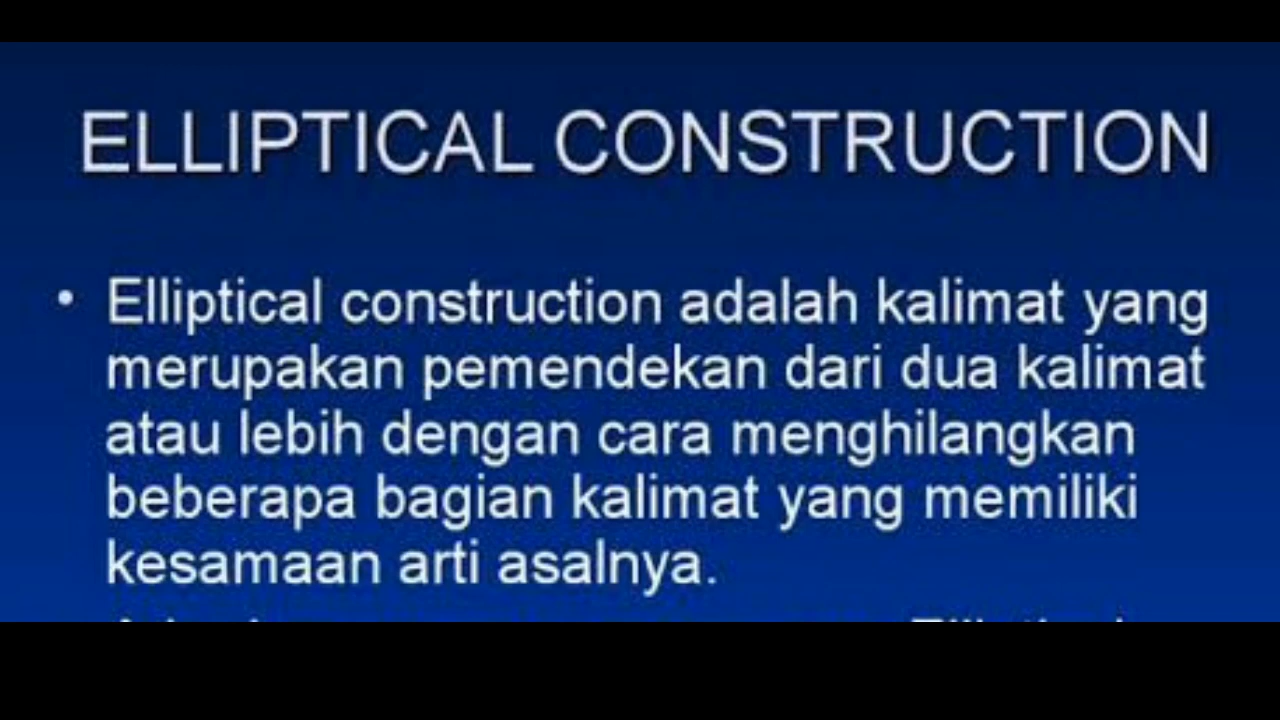 ELLIPTICAL CONSTRUCTION
• Elliptical construction adalah kalimat yang
merupakan pemendekan dari dua kalimat
atau lebih dengan cara menghilangkan
beberapa bagian kalimat yang memiliki
kesamaan arti asalnya.